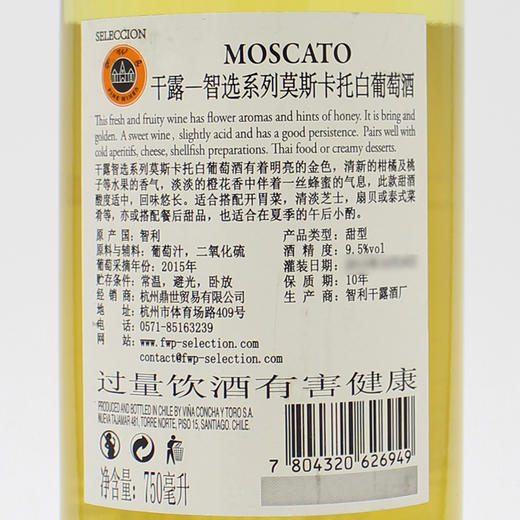 SELECCION
FINE WINES
MOSCATO
干露—智选系列莫斯卡托白葡萄酒
This fresh and fruity wine has flower aromas and hints of honey. It is bring and
golden. A sweet wine, slightly acid and has a good persistence. Pairs well with
cold aperitifs, cheese, shellfish preparations. Thai food or creamy desserts.
干露智选系列莫斯卡托白葡萄酒有着明亮的金色，清新的柑橘及桃
子等水果的香气，淡淡的橙花香中伴着一丝蜂蜜的气息，此款甜酒
酸度适中，回味悠长。适合搭配开胃菜，清淡芝士，扇贝或泰式菜
肴等，亦或搭配餐后甜品，也适合在夏季的午后小酌。
原产国：智利 产品类型：甜型
原料与辅料：葡萄汁，二氧化硫 酒精度：9.5%vol
葡萄采摘年份：2015年 灌装日期：
贮存条件：常温，避光，卧放 保质期：10年
经销商：杭州鼎世贸易有限公司 生产商：智利干露酒厂
地址：杭州市体育场路409号
电话：0571-85163239
网站：www.fwp-selection.com
contact@fwp-selection.com
过量饮酒有害健康
PRODUCED AND BOTTLED IN CHILE BY VIÑA CONCHA Y TORO S.A.
NUEVA TAJAMAR 481, TORRE NORTE, PISO 15, SANTIAGO. CHILE.
净含量：750毫升
7 804320 626949